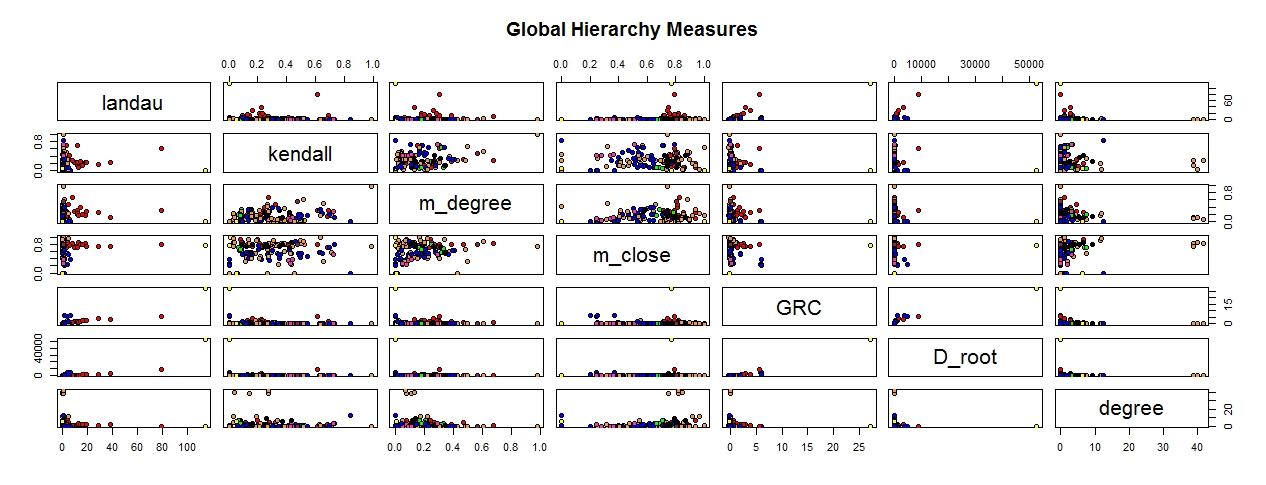 Global Hierarchy Measures
0.0 0.2 0.4 0.6 0.8 1.0 0.0 0.2 0.4 0.6 0.8 1.0 0 10000 30000 50000
landau
0 60
0.0 0.8
kendall
m_degree
0.0 0.8
0.0 0.8
m_close
GRC
0 15
0 40000
D_root
degree
0 20
0 20 40 60 80 100 0.0 0.2 0.4 0.6 0.8 1.0 0 5 10 15 20 25 0 10 20 30 40